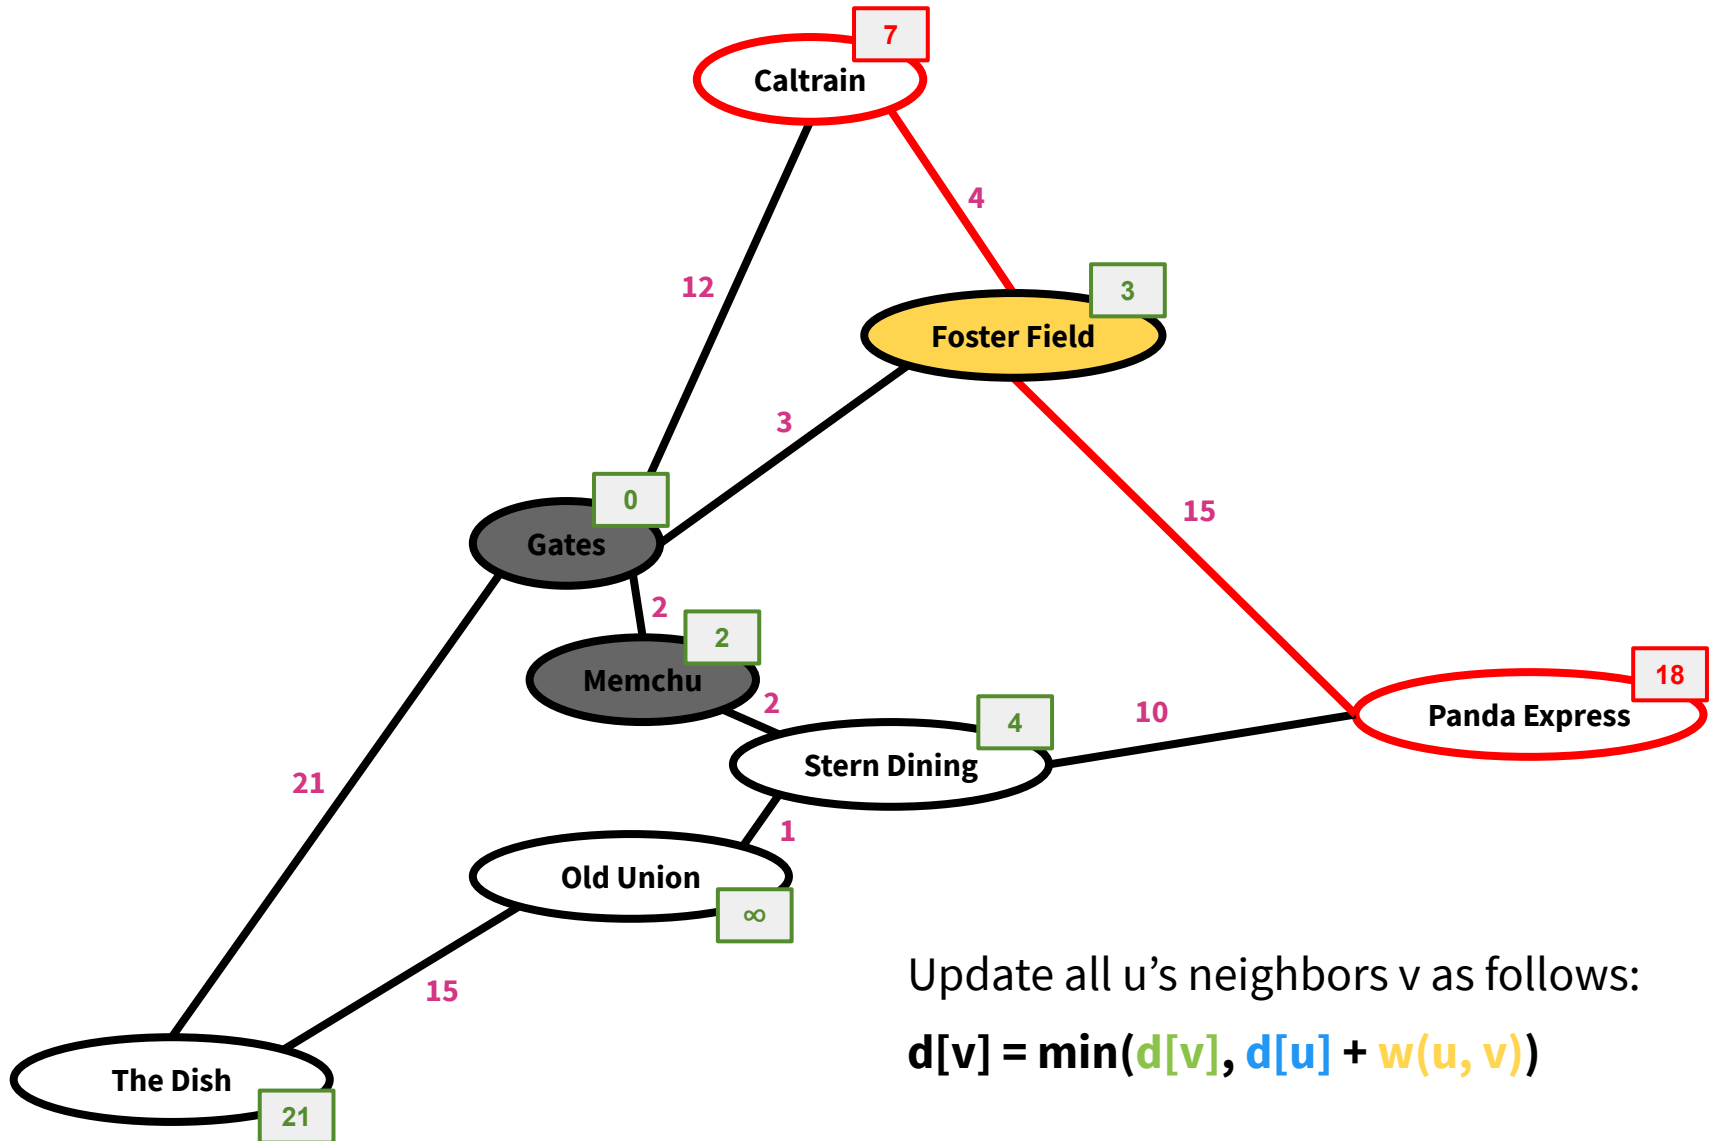 7
Caltrain
4
12
3
Foster Field
3
0
15
Gates
2
2
Memchu
18
2
4
10
Panda Express
Stern Dining
21
1
Old Union
∞
15
Update all u’s neighbors v as follows:
d[v] = min(d[v], d[u] + w(u, v))
The Dish
21